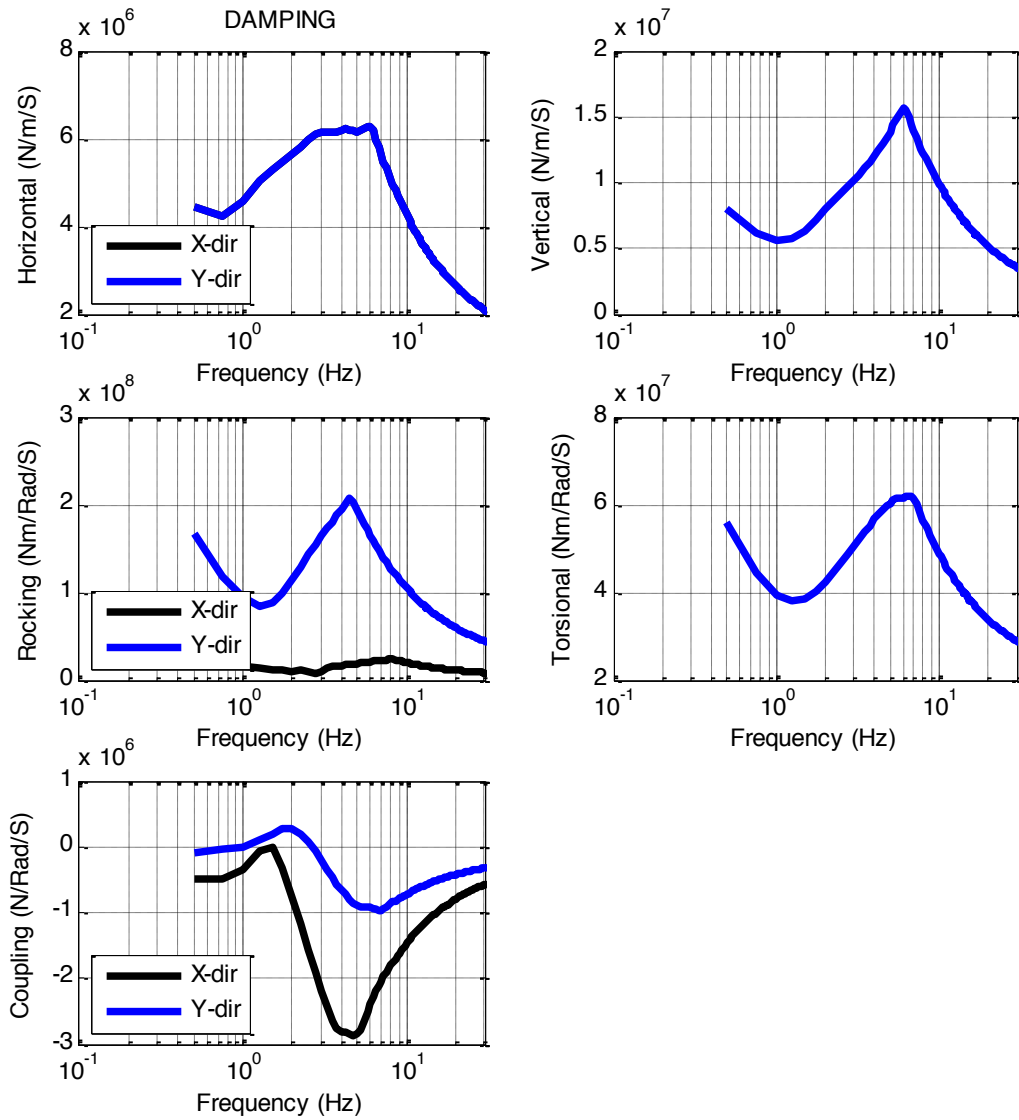 DAMPING
x 10^6
8
6
4
2
Horizontal (N/m/S)
X-dir
Y-dir
10^-1
10^0
10^1
Frequency (Hz)
x 10^7
2
1.5
1
0.5
0
Vertical (N/m/S)
10^-1
10^0
10^1
Frequency (Hz)
x 10^8
3
2
1
0
Rocking (Nm/Rad/S)
X-dir
Y-dir
10^-1
10^0
10^1
Frequency (Hz)
x 10^7
8
6
4
2
Torsional (Nm/Rad/S)
10^-1
10^0
10^1
Frequency (Hz)
x 10^6
1
0
-1
-2
-3
Coupling (N/Rad/S)
X-dir
Y-dir
10^-1
10^0
10^1
Frequency (Hz)